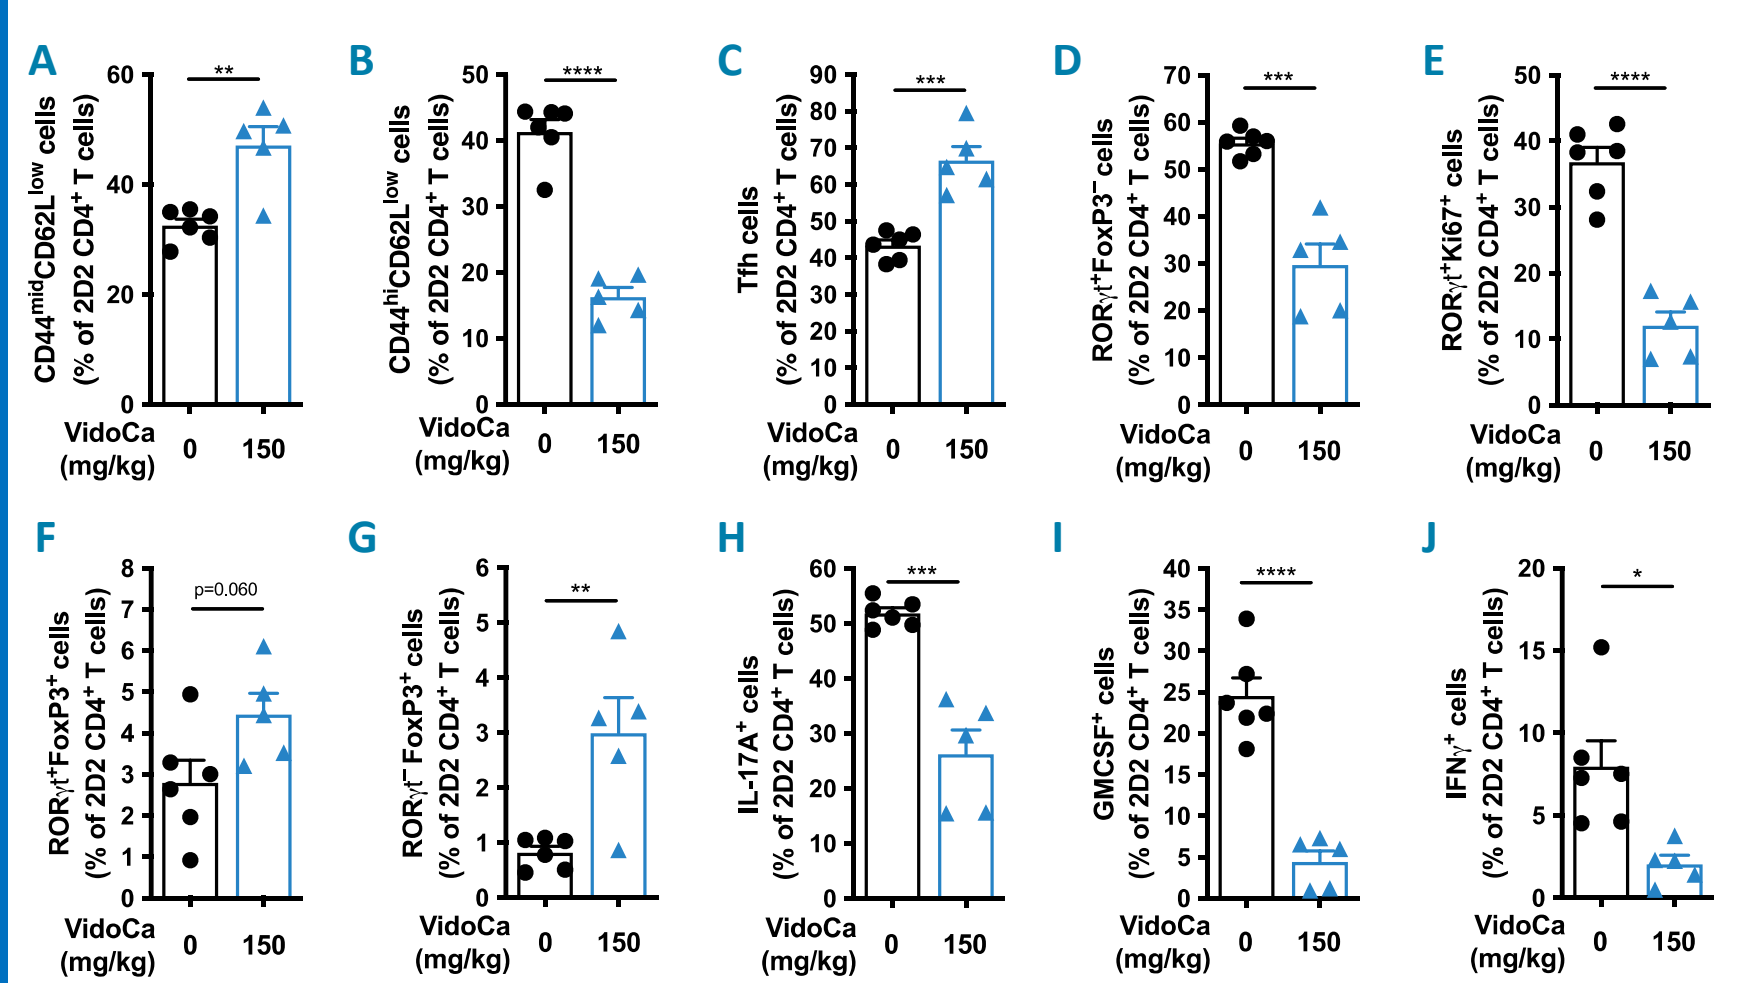 A
CD44midCD62Llow cells
(% of 2D2 CD4+ T cells)
60
40
20
0
**
VidoCa
(mg/kg)
0
150
B
CD44hiCD62Llow cells
(% of 2D2 CD4+ T cells)
50
40
30
20
10
0
****
VidoCa
(mg/kg)
0
150
C
Tfh cells
(% of 2D2 CD4+ T cells)
90
80
70
60
50
40
30
20
10
0
***
VidoCa
(mg/kg)
0
150
D
RORγt+FoxP3− cells
(% of 2D2 CD4+ T cells)
70
60
50
40
30
20
10
0
***
VidoCa
(mg/kg)
0
150
E
RORγt+Ki67+ cells
(% of 2D2 CD4+ T cells)
50
40
30
20
10
0
****
VidoCa
(mg/kg)
0
150
F
RORγt+FoxP3+ cells
(% of 2D2 CD4+ T cells)
8
7
6
5
4
3
2
1
0
p=0.060
VidoCa
(mg/kg)
0
150
G
RORγt− FoxP3+ cells
(% of 2D2 CD4+ T cells)
6
5
4
3
2
1
0
**
VidoCa
(mg/kg)
0
150
H
IL-17A+ cells
(% of 2D2 CD4+ T cells)
60
50
40
30
20
10
0
***
VidoCa
(mg/kg)
0
150
I
GMCSF+ cells
(% of 2D2 CD4+ T cells)
40
35
30
25
20
15
10
5
0
****
VidoCa
(mg/kg)
0
150
J
IFNγ+ cells
(% of 2D2 CD4+ T cells)
20
15
10
5
0
*
VidoCa
(mg/kg)
0
150